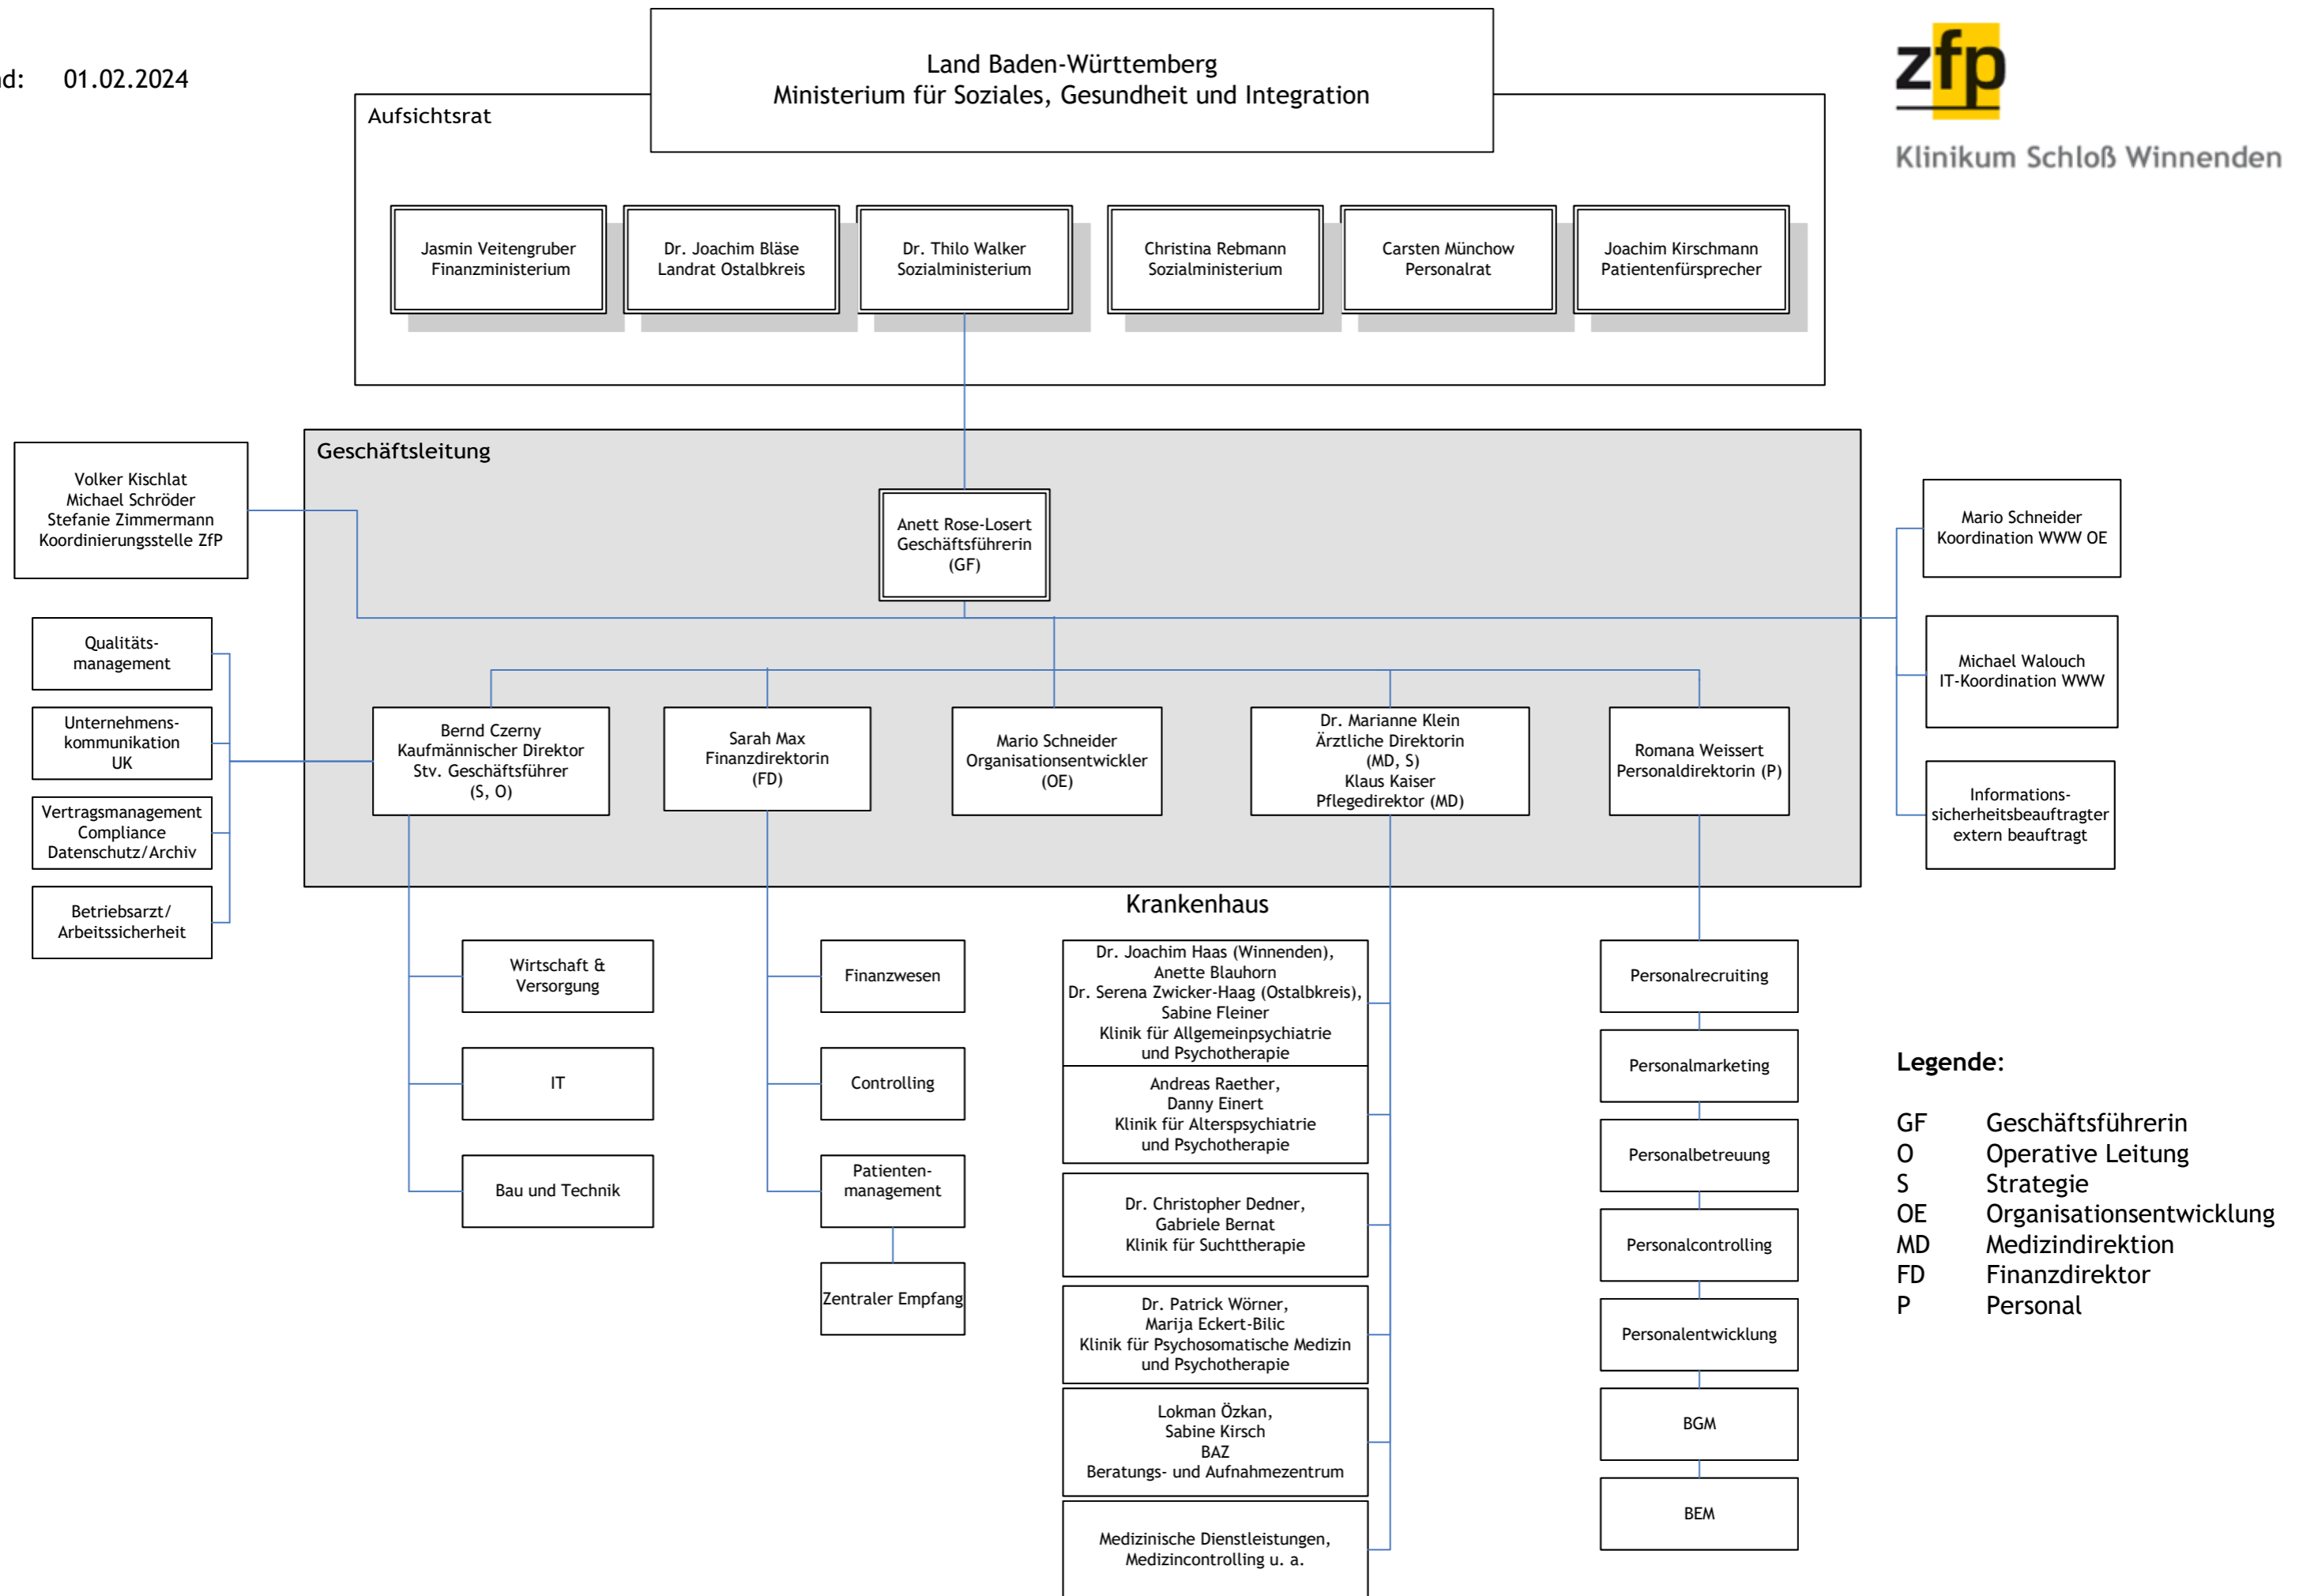 01.02.2024
Land Baden-Württemberg
Ministerium für Soziales, Gesundheit und Integration
zfp
Klinikum Schloß Winnenden
Aufsichtsrat
Jasmin Veitengruber
Finanzministerium
Dr. Joachim Bläse
Landrat Ostalbkreis
Dr. Thilo Walker
Sozialministerium
Christina Rebmann
Sozialministerium
Carsten Münchow
Personalrat
Joachim Kirschmann
Patientenfürsprecher
Geschäftsleitung
Volker Kischlat
Michael Schröder
Stefanie Zimmermann
Koordinierungsstelle ZfP
Anett Rose-Losert
Geschäftsführerin
(GF)
Mario Schneider
Koordination WWW OE
Michael Walouch
IT-Koordination WWW
Informations-
sicherheitsbeauftragter
extern beauftragt
Qualitäts-
management
Unternehmens-
kommunikation
UK
Vertragsmanagement
Compliance
Datenschutz/Archiv
Betriebsarzt/
Arbeitssicherheit
Bernd Czerny
Kaufmännischer Direktor
Stv. Geschäftsführer
(S, O)
Sarah Max
Finanzdirektorin
(FD)
Mario Schneider
Organisationsentwickler
(OE)
Dr. Marianne Klein
Ärztliche Direktorin
(MD, S)
Klaus Kaiser
Pflegedirektor (MD)
Romana Weissert
Personaldirektorin (P)
Krankenhaus
Wirtschaft &
Versorgung
IT
Bau und Technik
Finanzwesen
Controlling
Patienten-
management
Zentraler Empfang
Dr. Joachim Haas (Winnenden),
Anette Blauhorn
Dr. Serena Zwicker-Haag (Ostalbkreis),
Sabine Fleiner
Klinik für Allgemeinpsychiatrie
und Psychotherapie
Andreas Raether,
Danny Einert
Klinik für Alterspsychiatrie
und Psychotherapie
Dr. Christopher Dedner,
Gabriele Bernat
Klinik für Suchttherapie
Dr. Patrick Wörner,
Marija Eckert-Bilic
Klinik für Psychosomatische Medizin
und Psychotherapie
Lokman Özkan,
Sabine Kirsch
BAZ
Beratungs- und Aufnahmezentrum
Medizinische Dienstleistungen,
Medizincontrolling u. a.
Personalrecruiting
Personalmarketing
Personalbetreuung
Personalcontrolling
Personalentwicklung
BGM
BEM
Legende:
GF Geschäftsführerin
O Operative Leitung
S Strategie
OE Organisationsentwicklung
MD Medizindirektion
FD Finanzdirektor
P Personal